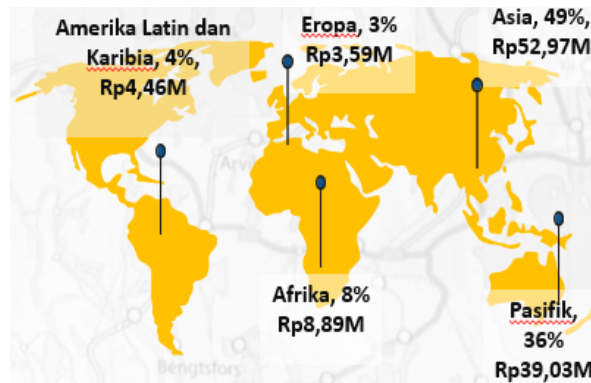 Amerika Latin dan
Karibia, 4%,
Rp4,46M
Eropa, 3%
Rp3,59M
Asia, 49%,
Rp52,97M
Afrika, 8%
Rp8,89M
Pasifik,
36%
Rp39,03M
Bengtsfors